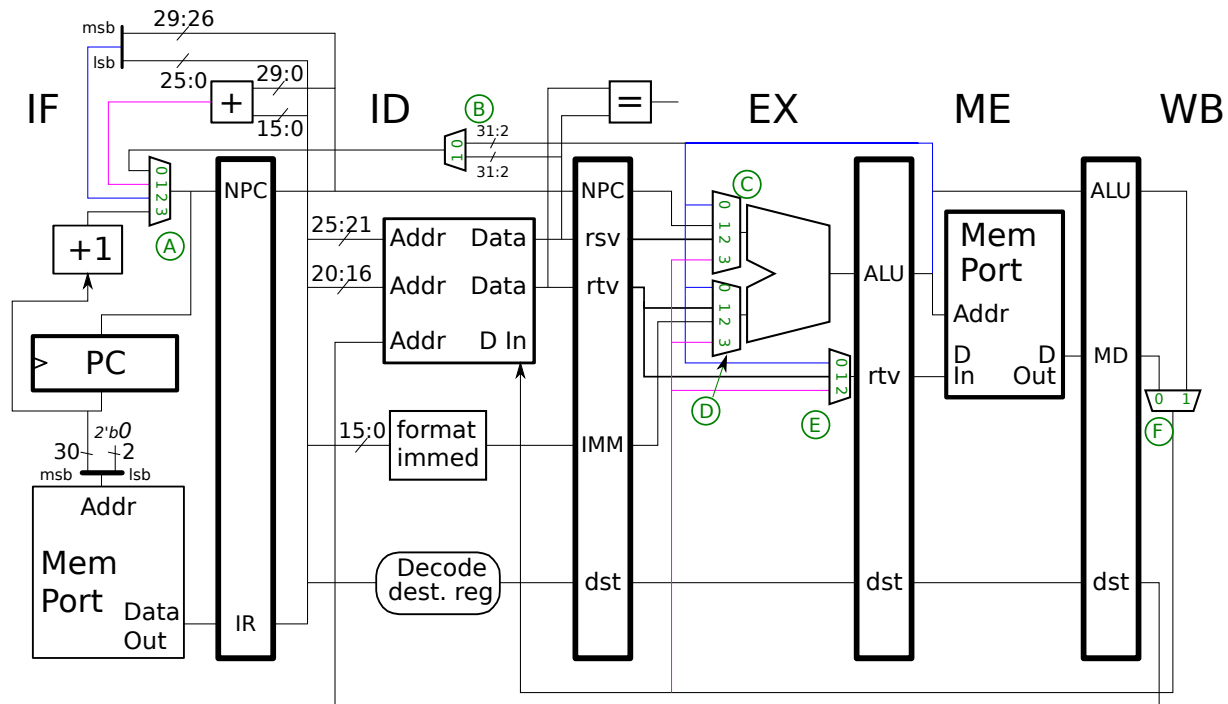 29:26
msb
lsb
25:0
29:0
+
15:0
IF
ID
B
=
EX
ME
WB
0
1
31:2
31:2
A
0
1
2
3
+1
PC
2'b0
30
2
msb
lsb
Addr
Mem
Port
Data
Out
NPC
IR
25:21
20:16
Addr
Data
Addr
Data
Addr
D In
15:0
format
immed
Decode
dest. reg
NPC
rsv
rtv
IMM
dst
C
0
1
2
3
0
1
2
3
D
0
1
2
E
ALU
rtv
dst
Mem
Port
Addr
D
In
D
Out
ALU
MD
dst
0
1
F